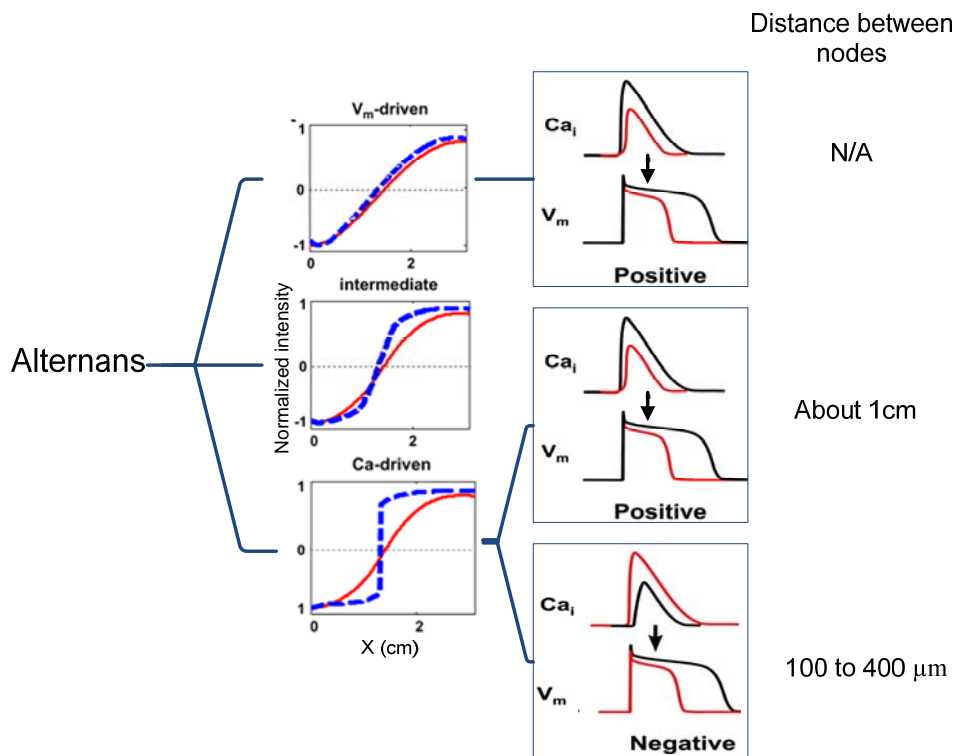 Distance between
nodes
Vm-driven
1
0
-1
0
2
Cai
Vm
Positive
N/A
Alternans
Normalized intensity
intermediate
1
0
-1
0
2
Cai
Vm
Positive
About 1cm
Ca-driven
1
0
1
0
2
X (cm)
Cai
Vm
Negative
100 to 400 µm